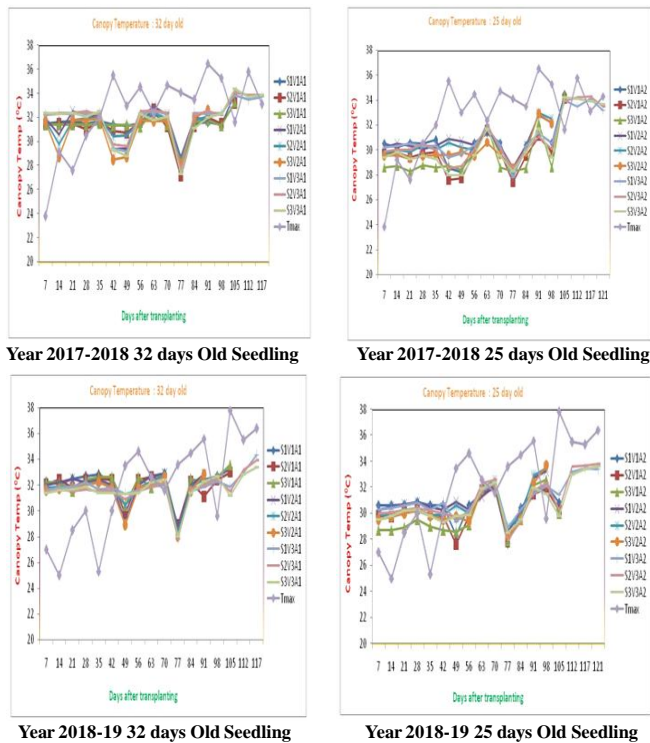 Canopy Temperature : 32 day old
38
36
34
32
30
28
26
24
22
20
Canopy Temp (°C)
7 14 21 28 35 42 49 56 63 70 77 84 91 98 105 112 117
Days after transplanting
S1V1A1
S2V1A1
S3V1A1
S1V2A1
S2V2A1
S3V2A1
S1V3A1
S2V3A1
S3V3A1
Tmax
Year 2017-2018 32 days Old Seedling
Canopy Temperature : 25 day old
38
36
34
32
30
28
26
24
22
20
Canopy Temp (°C)
7 14 21 28 35 42 49 56 63 70 77 84 91 98 105 112 121
Days after transplanting
S1V1A2
S2V1A2
S3V1A2
S1V2A2
S2V2A2
S3V2A2
S1V3A2
S2V3A2
S3V3A2
Tmax
Year 2017-2018 25 days Old Seedling
Canopy Temperature : 32 day old
38
36
34
32
30
28
26
24
22
20
Canopy Temp (°C)
7 14 21 28 35 42 49 56 63 70 77 84 91 98 105 112 117
Days after transplanting
S1V1A1
S2V1A1
S3V1A1
S1V2A1
S2V2A1
S3V2A1
S1V3A1
S2V3A1
S3V3A1
Tmax
Year 2018-19 32 days Old Seedling
Canopy Temperature : 25 day old
38
36
34
32
30
28
26
24
22
20
Canopy Temp (°C)
7 14 21 28 35 42 49 56 63 70 77 84 91 98 105 112 121
Days after transplanting
S1V1A2
S2V1A2
S3V1A2
S1V2A2
S2V2A2
S3V2A2
S1V3A2
S2V3A2
S3V3A2
Tmax
Year 2018-19 25 days Old Seedling